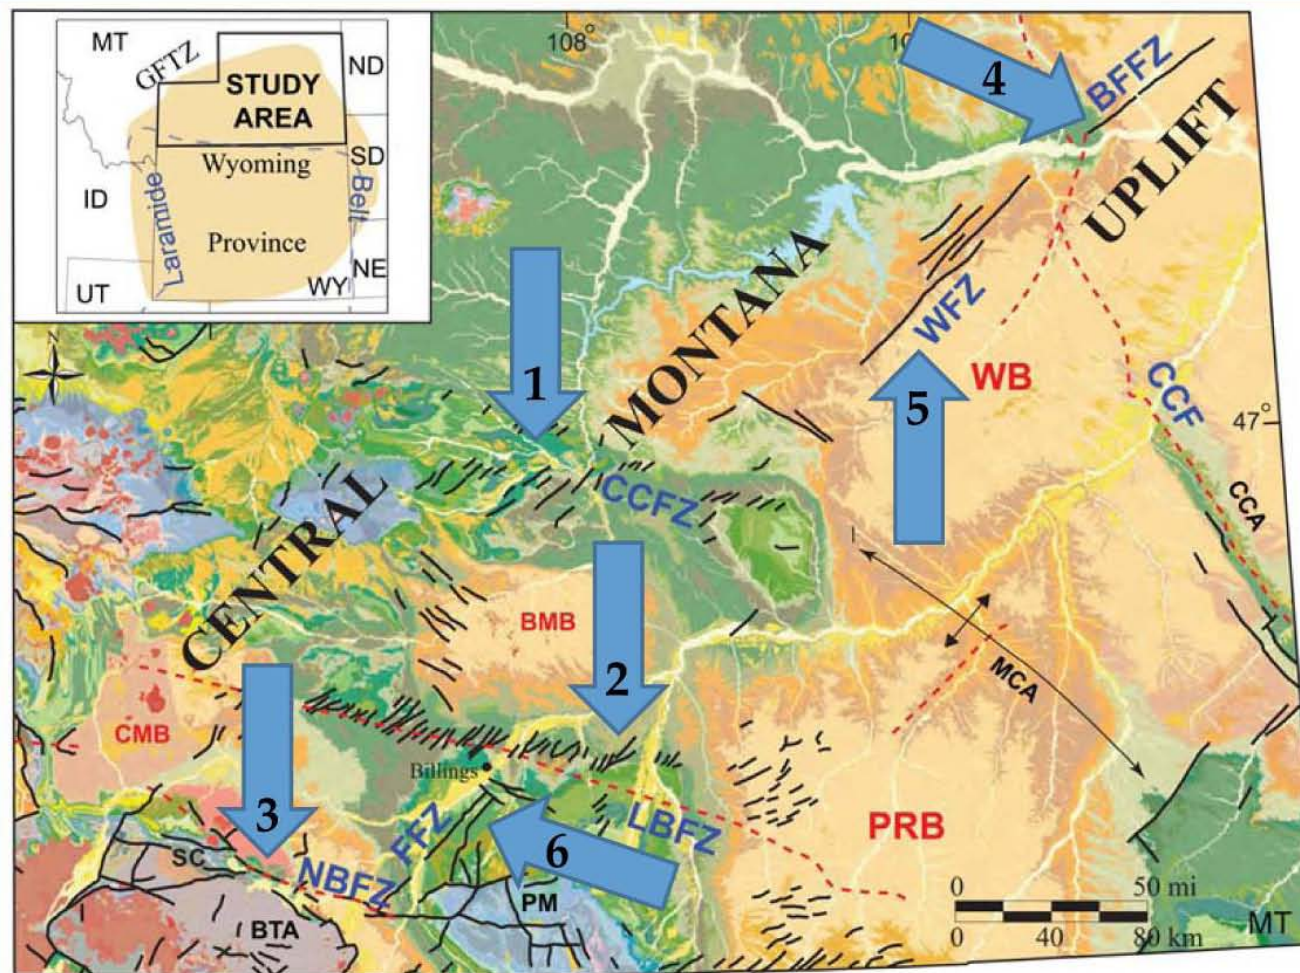 MT
GFTZ
ND
STUDY
AREA
SD
Wyoming
ID
Laramide
Belt
Province
NE
UT
WY
108°
10
4
BFFZ
UPLIFT
MONTANA
1
WFZ
WB
5
CCF
47°
N
CCFZ
CCA
CENTRAL
BMB
2
MCA
CMB
Billings
3
FFZ
6
LBFZ
PRB
SC
NBFZ
PM
BTA
0 50 mi
0 40 80 km
MT